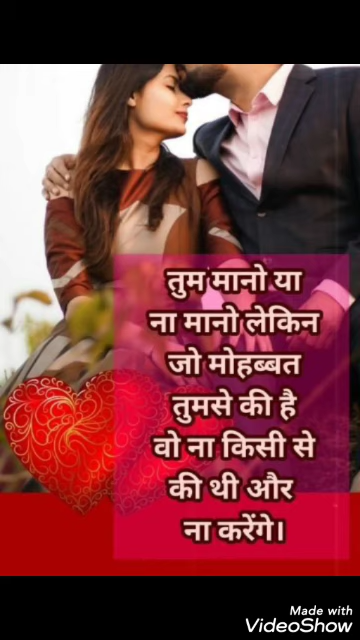 तुम मानो या
ना मानो लेकिन
जो मोहब्बत
तुमसे की है
वो ना किसी से
की थी और
ना करेंगे।
Made with
VideoShow